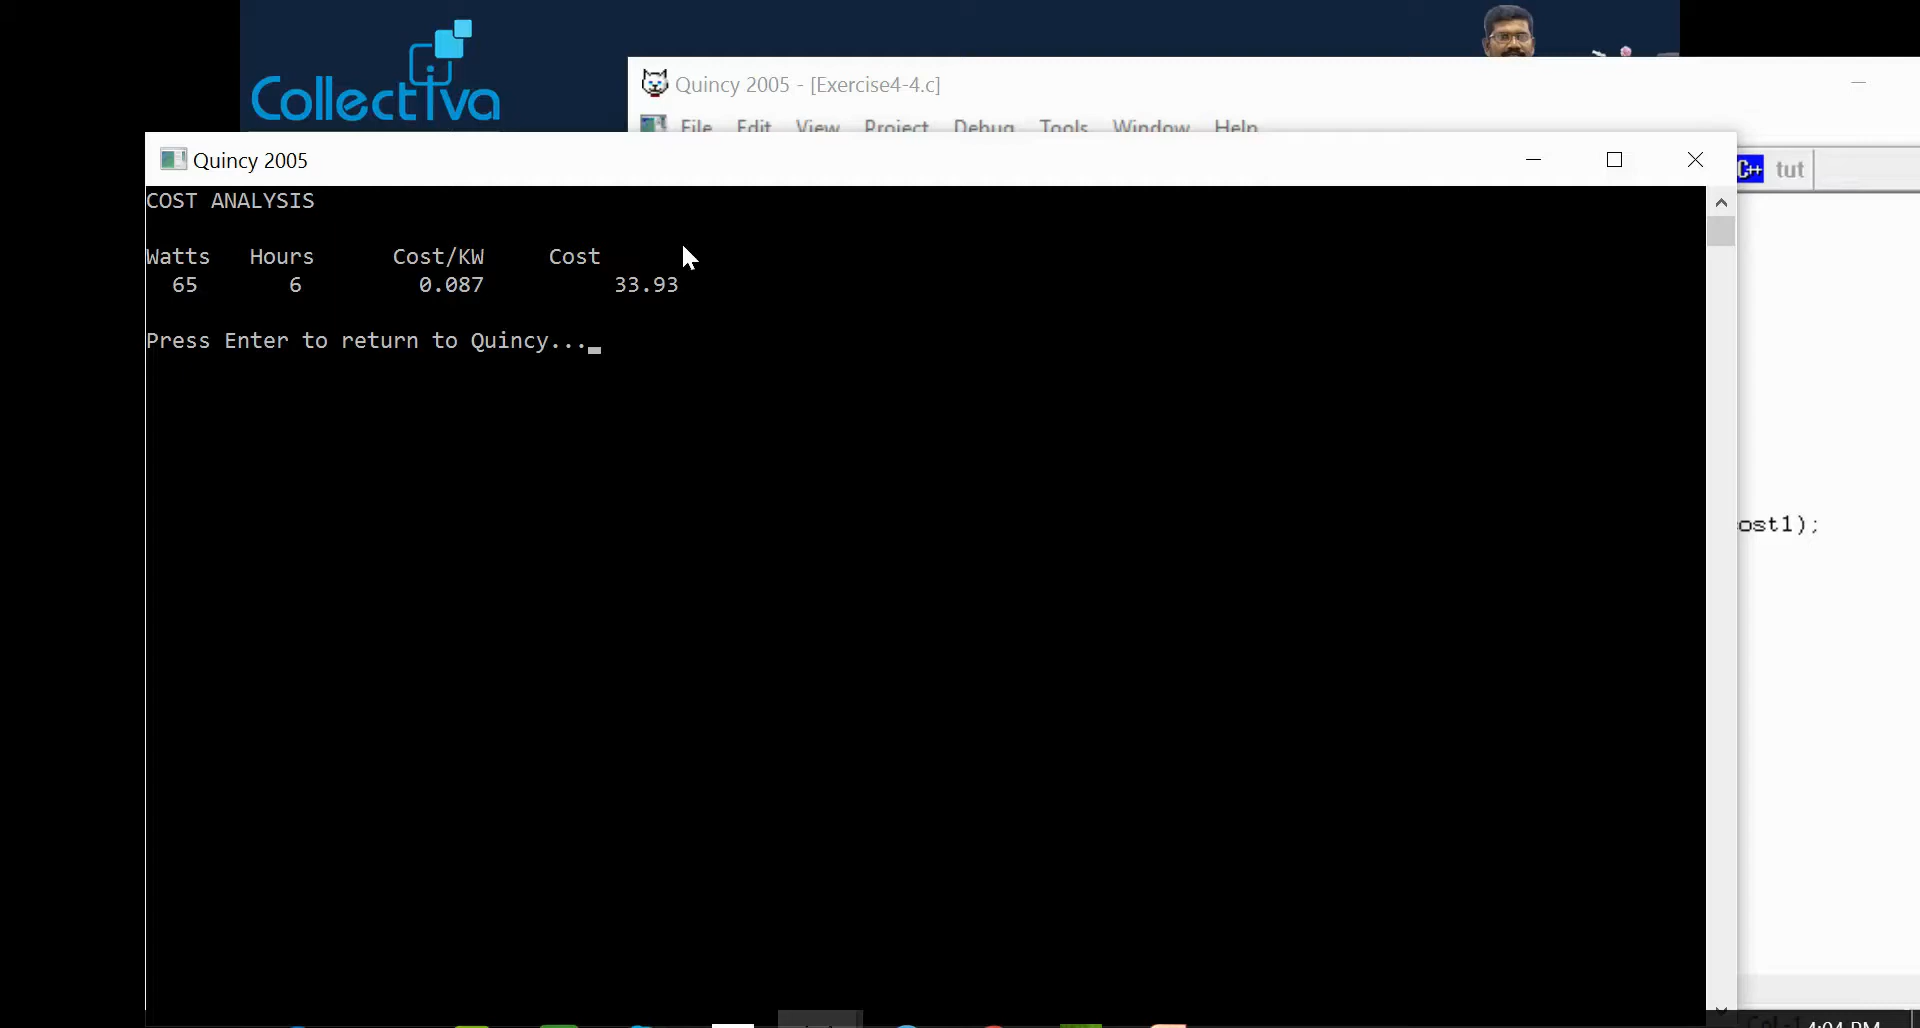 Collectiva
Quincy 2005 - [Exercise4-4.c]
File Edit View Project Debug Tools Window Help
Quincy 2005
C++ tut
COST ANALYSIS
Watts Hours Cost/KW Cost
65 6 0.087 33.93
Press Enter to return to Quincy...
ost1);